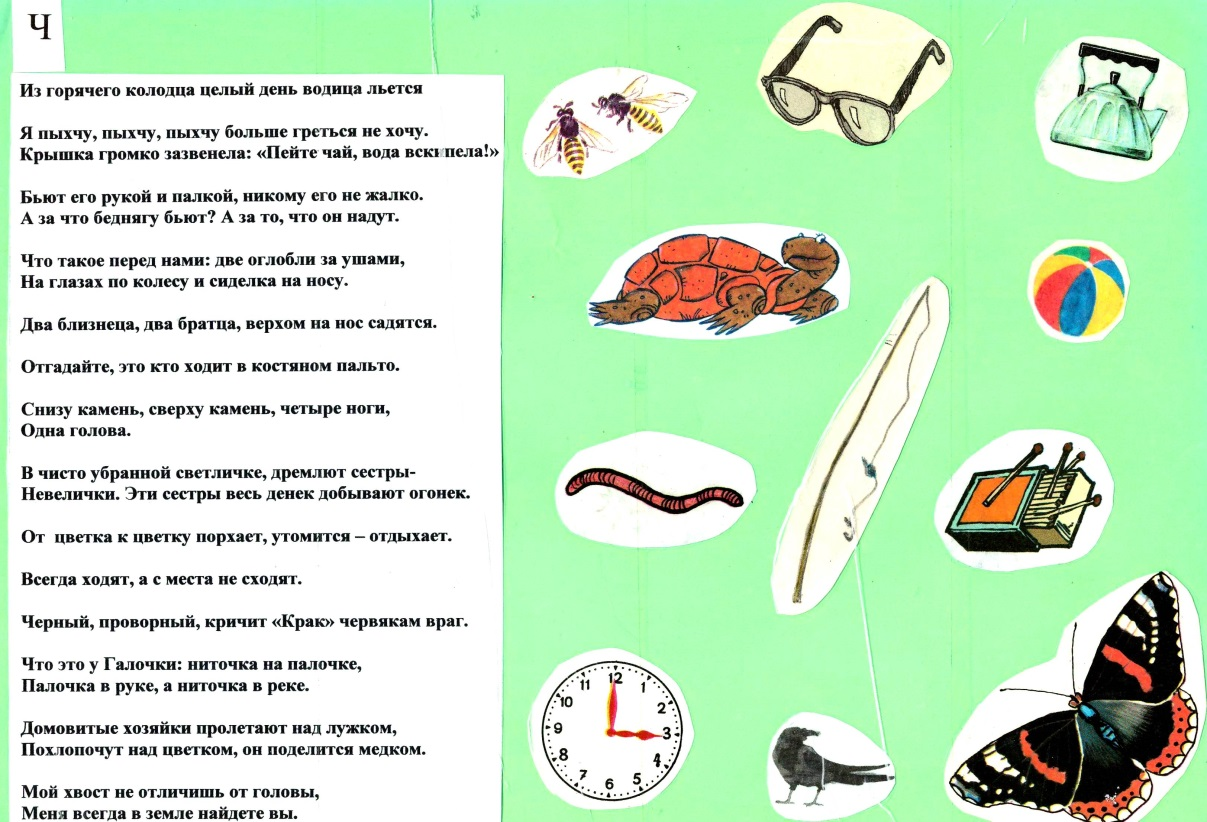 Ч
Из горячего колодца целый день водица льется
Я пыхчу, пыхчу, пыхчу больше греться не хочу.
Крышка громко зазвенела: «Пейте чай, вода вскипела!»
Бьют его рукой и палкой, никому его не жалко.
А за что беднягу бьют? А за то, что он надут.
Что такое перед нами: две оглобли за ушами,
На глазах по колесу и сиделка на носу.
Два близнеца, два братца, верхом на нос садятся.
Отгадайте, это кто ходит в костяном пальто.
Снизу камень, сверху камень, четыре ноги,
Одна голова.
В чисто убранной светличке, дремлют сестры-
Невелички. Эти сестры весь денек добывают огонек.
От цветка к цветку порхает, утомится – отдыхает.
Всегда ходят, а с места не сходят.
Черный, проворный, кричит «Крак» червякам враг.
Что это у Галочки: ниточка на палочке,
Палочка в руке, а ниточка в реке.
Домовитые хозяйки пролетают над лужком,
Похлопочут над цветком, он поделится медком.
Мой хвост не отличишь от головы,
Меня всегда в земле найдете вы.
12
1
2
3
4
5
6
7
8
9
10
11